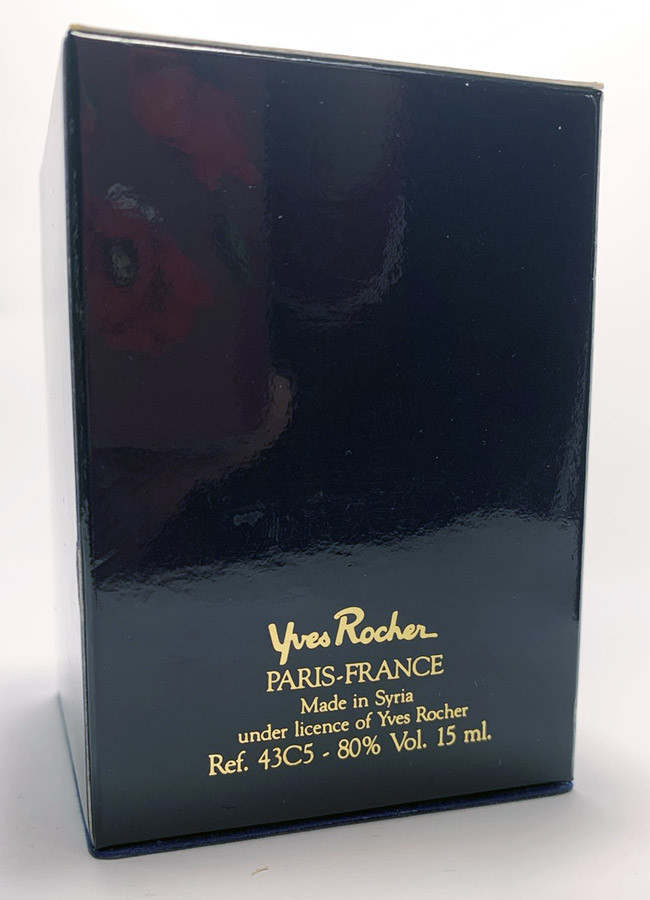 Yves Rocher
PARIS-FRANCE
Made in Syria
under licence of Yves Rocher
Ref. 43C5 - 80% Vol. 15 ml.